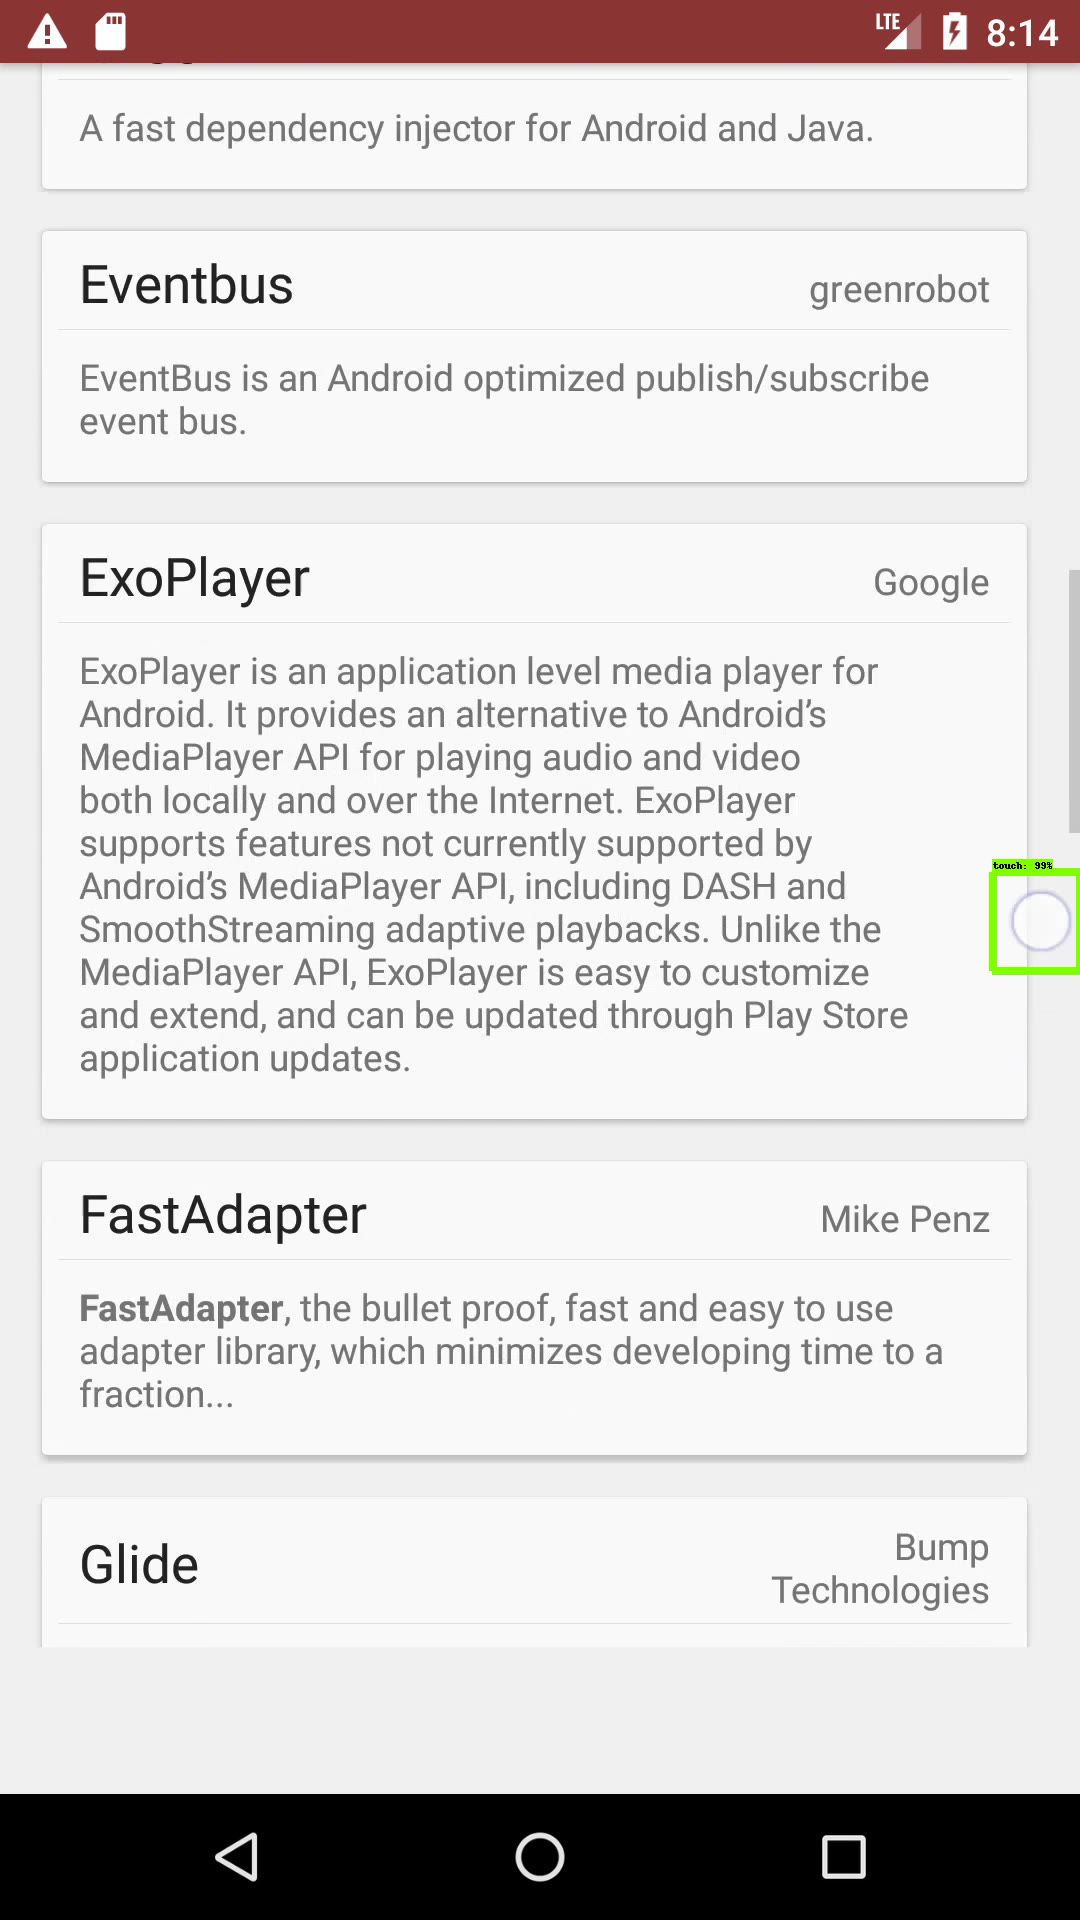 LTE 8:14
A fast dependency injector for Android and Java.
Eventbus
greenrobot
EventBus is an Android optimized publish/subscribe
event bus.
ExoPlayer
Google
ExoPlayer is an application level media player for
Android. It provides an alternative to Android’s
MediaPlayer API for playing audio and video
both locally and over the Internet. ExoPlayer
supports features not currently supported by
Android’s MediaPlayer API, including DASH and
SmoothStreaming adaptive playbacks. Unlike the
MediaPlayer API, ExoPlayer is easy to customize
and extend, and can be updated through Play Store
application updates.
touch: 99%
FastAdapter
Mike Penz
FastAdapter, the bullet proof, fast and easy to use
adapter library, which minimizes developing time to a
fraction...
Glide
Bump
Technologies